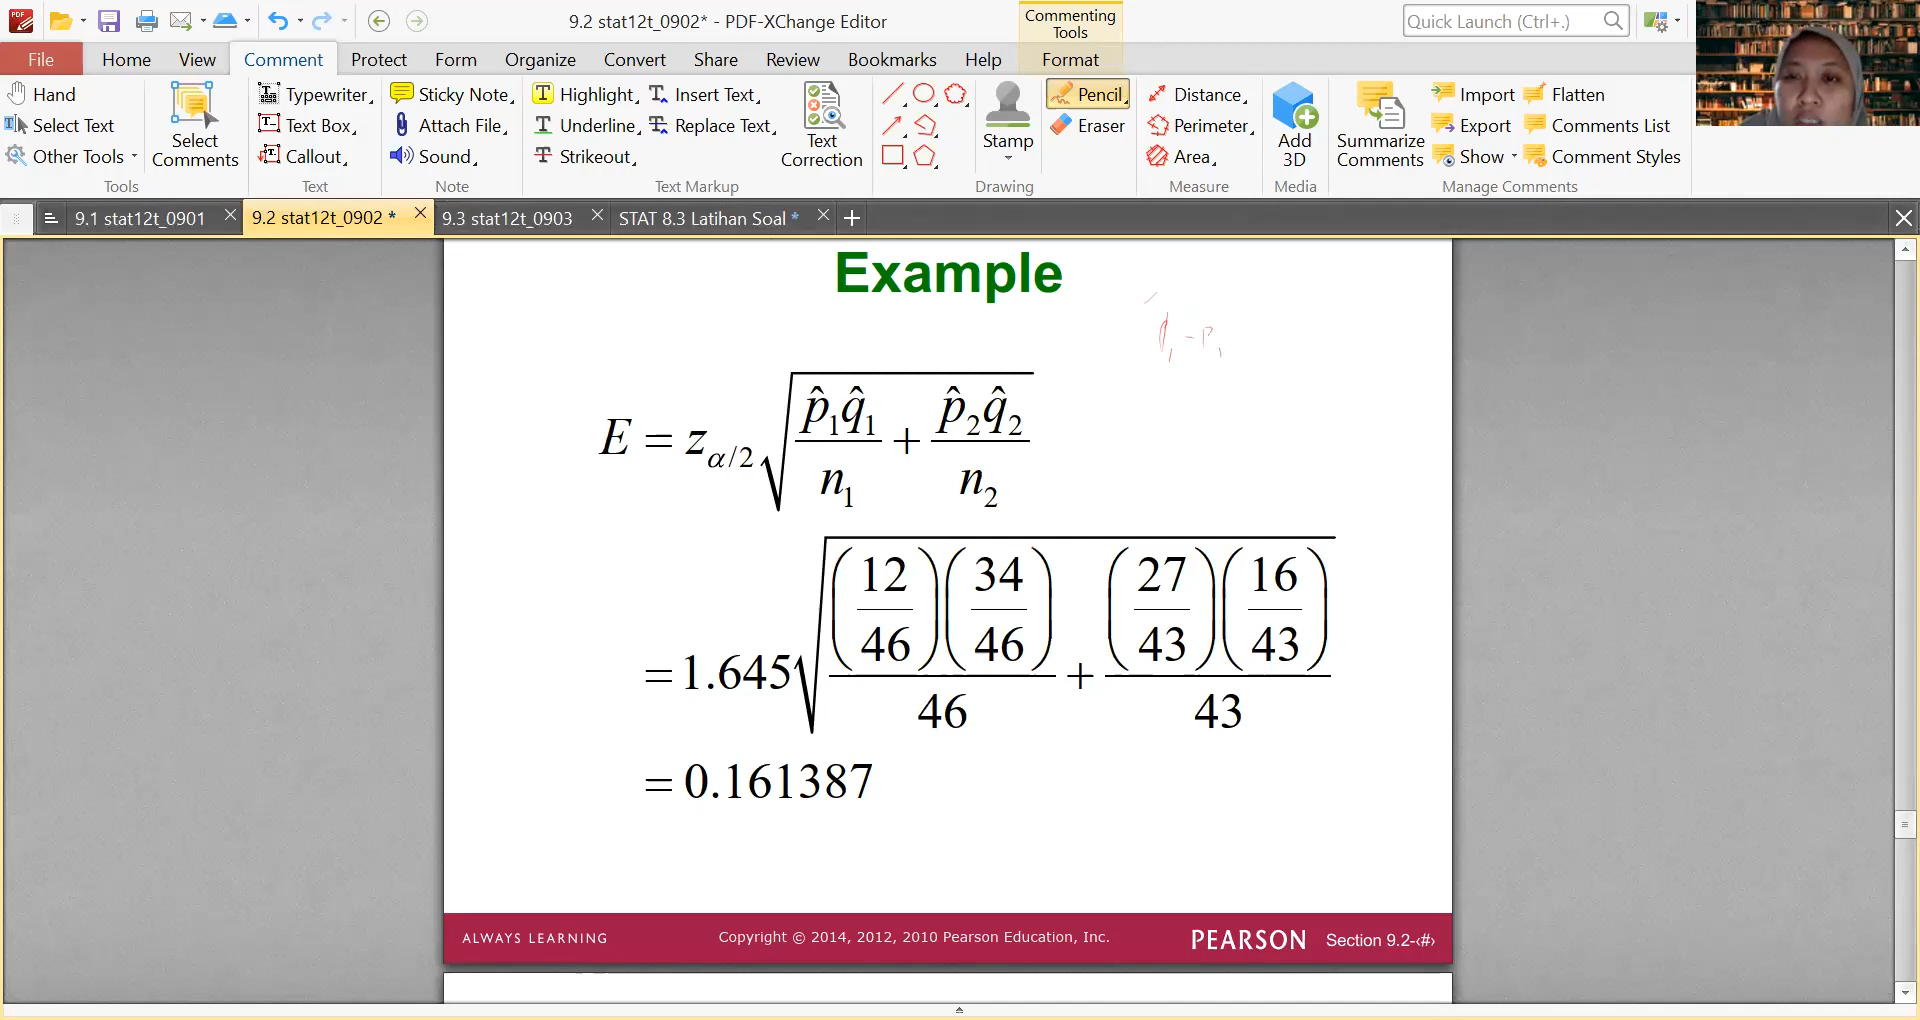 9.2 stat12t_0902* - PDF-XChange Editor
Commenting Tools
Quick Launch (Ctrl+.)
File Home View Comment Protect Form Organize Convert Share Review Bookmarks Help Format
Hand
Select Text
Other Tools
Select Comments
Tools
Typewriter
Text Box
Callout
Text
Sticky Note
Attach File
Sound
Note
Highlight
Underline
Strikeout
Insert Text
Replace Text
Text Correction
Text Markup
Stamp
Pencil
Eraser
Drawing
Distance
Perimeter
Area
Measure
Add 3D
Media
Summarize Comments
Import
Export
Show
Flatten
Comments List
Comment Styles
Manage Comments
9.1 stat12t_0901
9.2 stat12t_0902 *
9.3 stat12t_0903
STAT 8.3 Latihan Soal *
Example
E = z_{α/2} √(p̂₁q̂₁/n₁ + p̂₂q̂₂/n₂)
= 1.645 √((12/46)(34/46)/46 + (27/43)(16/43)/43)
= 0.161387
ALWAYS LEARNING
Copyright © 2014, 2012, 2010 Pearson Education, Inc.
PEARSON
Section 9.2-‹#›